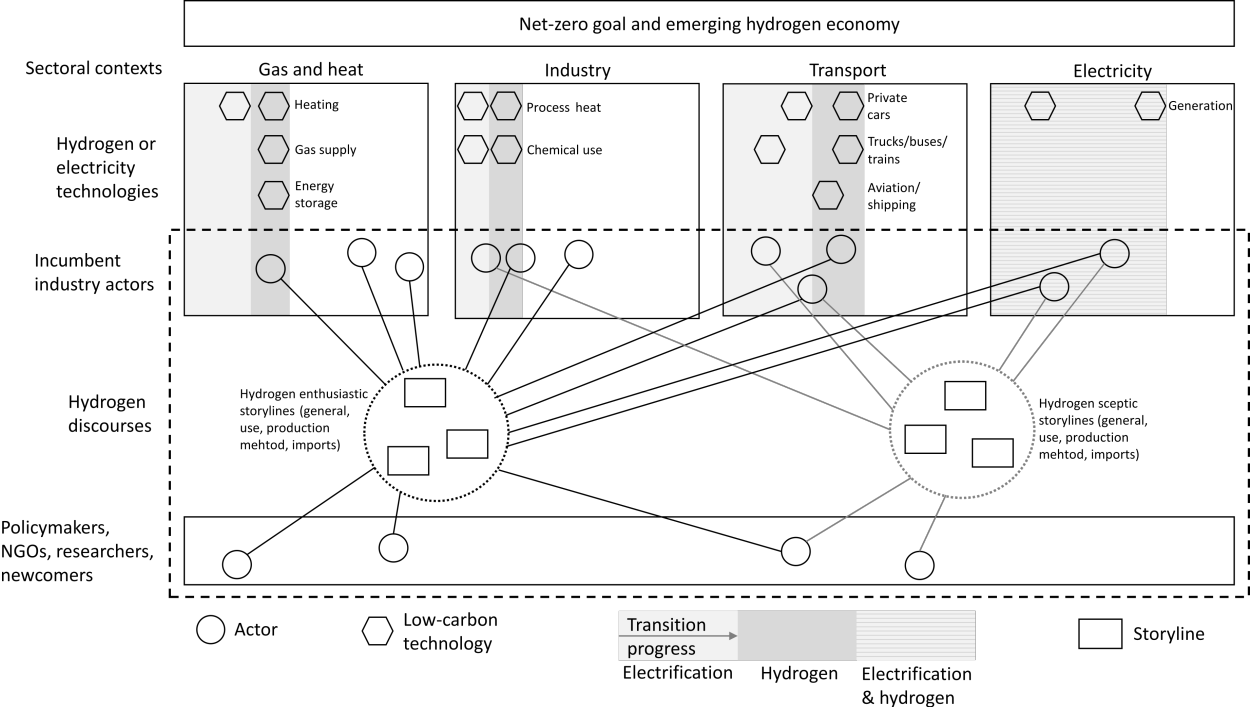 Net-zero goal and emerging hydrogen economy
Sectoral contexts
Gas and heat
Industry
Transport
Electricity
Hydrogen or
electricity
technologies
Heating
Gas supply
Energy
storage
Process heat
Chemical use
Private
cars
Trucks/buses/
trains
Aviation/
shipping
Generation
Incumbent
industry actors
Hydrogen
discourses
Hydrogen enthusiastic
storylines (general,
use, production
mehtod, imports)
Hydrogen sceptic
storylines (general,
use, production
mehtod, imports)
Policymakers,
NGOs, researchers,
newcomers
Actor
Low-carbon
technology
Transition
progress
Electrification
Hydrogen
Electrification
& hydrogen
Storyline